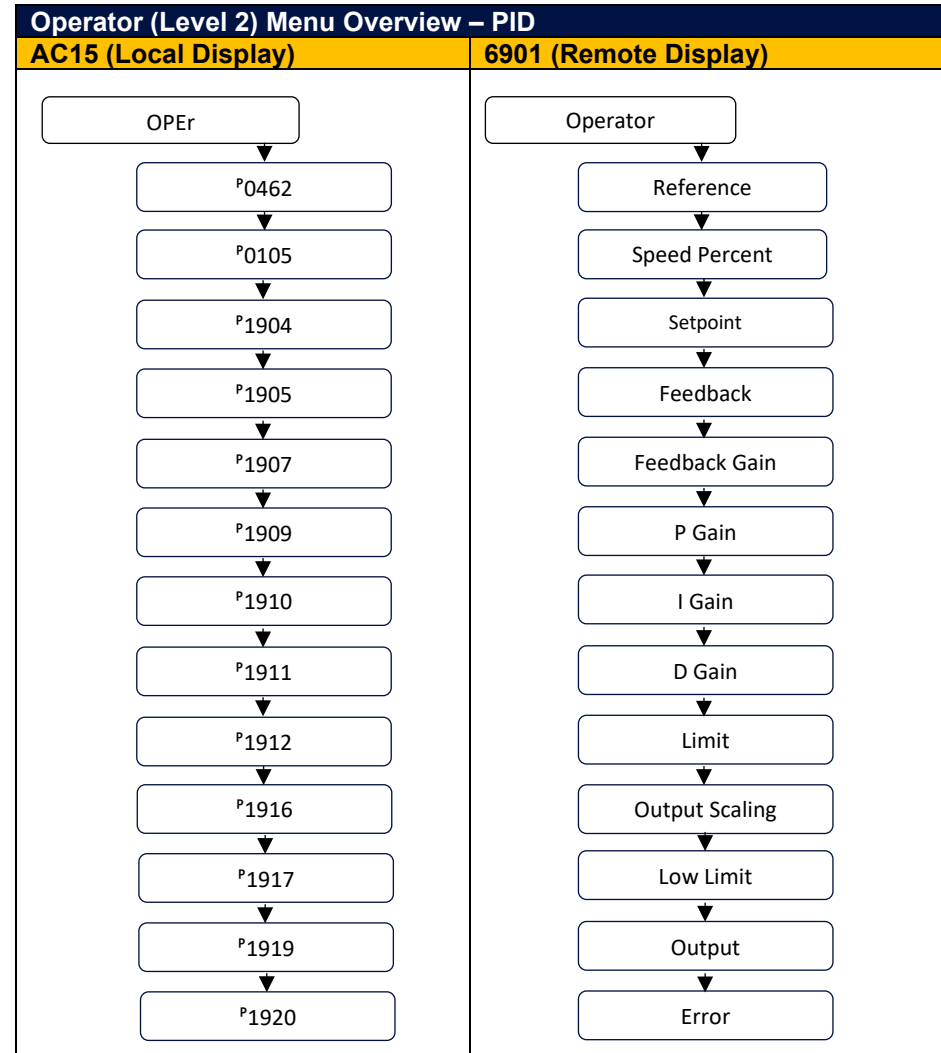 Operator (Level 2) Menu Overview – PID
AC15 (Local Display)
6901 (Remote Display)
OPEr
ᴾ0462
ᴾ0105
ᴾ1904
ᴾ1905
ᴾ1907
ᴾ1909
ᴾ1910
ᴾ1911
ᴾ1912
ᴾ1916
ᴾ1917
ᴾ1919
ᴾ1920
Operator
Reference
Speed Percent
Setpoint
Feedback
Feedback Gain
P Gain
I Gain
D Gain
Limit
Output Scaling
Low Limit
Output
Error